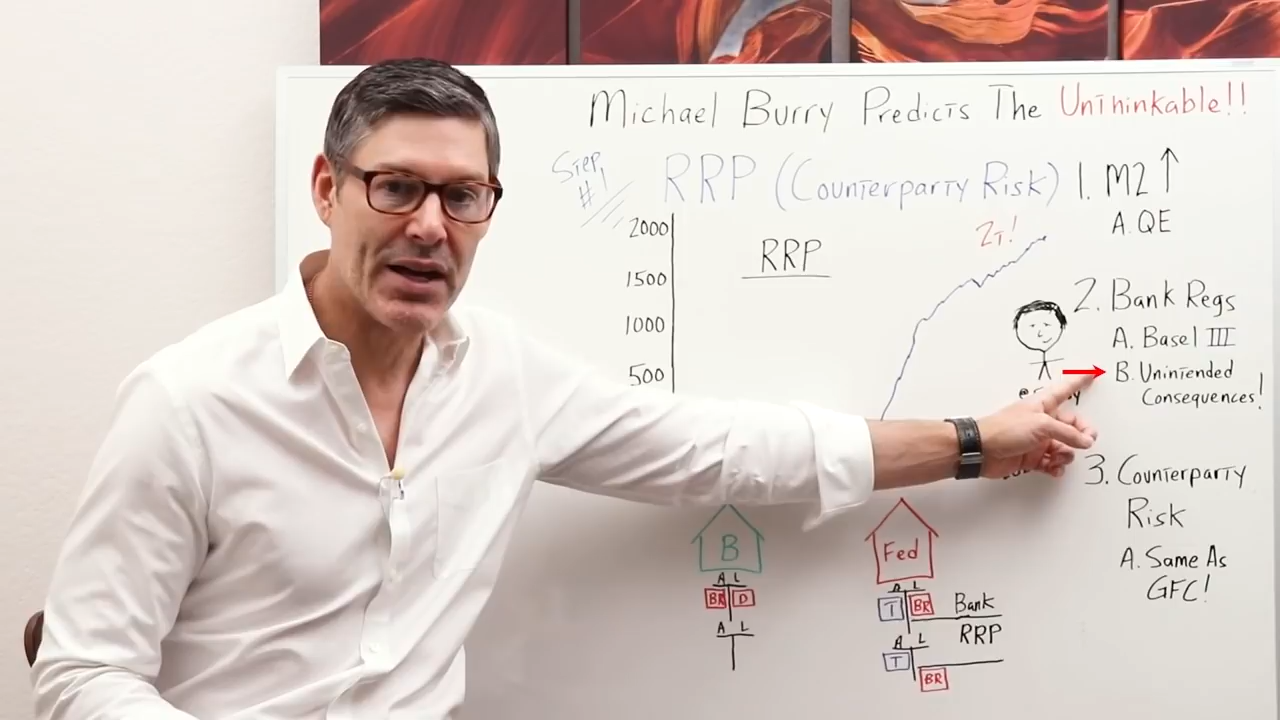 Michael Burry Predicts The Unthinkable!!
Step #1
RRP (Counterparty Risk)
2000
1500
1000
500
RRP
2T!
1. M2 ↑
A. QE
2. Bank Regs
A. Basel III
B. Unintended
Consequences!
3. Counterparty
Risk
A. Same As
GFC!
B
A L
BR D
A L
Fed
A L
T BR Bank
RRP
A L
T
BR